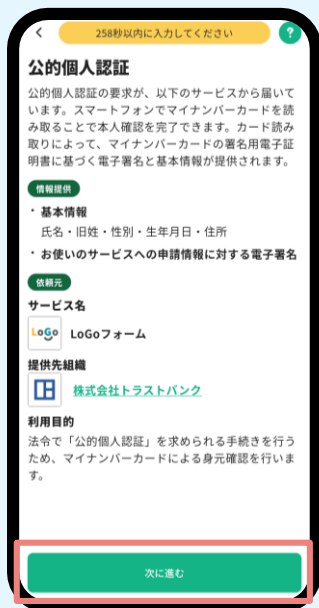 258秒以内に入力してください
?
公的個人認証
公的個人認証の要求が、以下のサービスから届いて
います。スマートフォンでマイナンバーカードを読
み取ることで本人確認を完了できます。カード読み
取りによって、マイナンバーカードの署名用電子証
明書に基づく電子署名と基本情報が提供されます。
情報提供
・基本情報
氏名・旧姓・性別・生年月日・住所
・お使いのサービスへの申請情報に対する電子署名
依頼元
サービス名
LoGo
LoGoフォーム
提供先組織
株式会社トラストバンク
利用目的
法令で「公的個人認証」を求められる手続きを行う
ため、マイナンバーカードによる身元確認を行いま
す。
次に進む